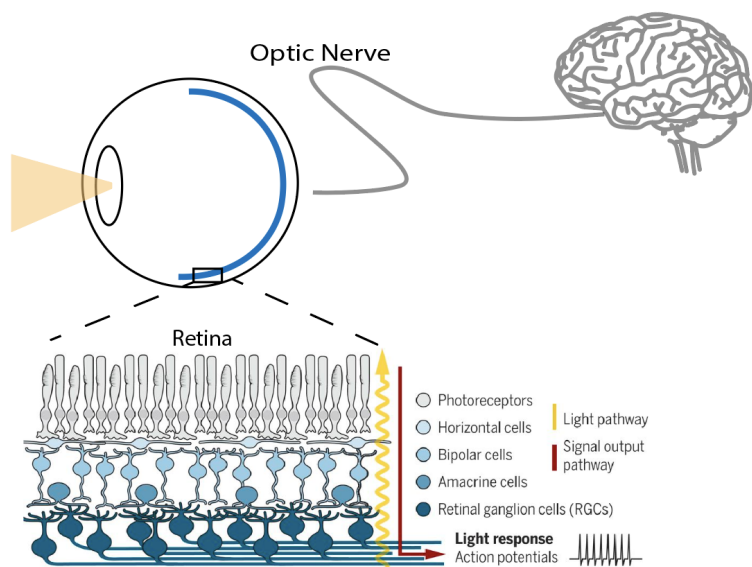 Optic Nerve
Retina
Photoreceptors
Horizontal cells
Bipolar cells
Amacrine cells
Retinal ganglion cells (RGCs)
Light pathway
Signal output
pathway
Light response
Action potentials